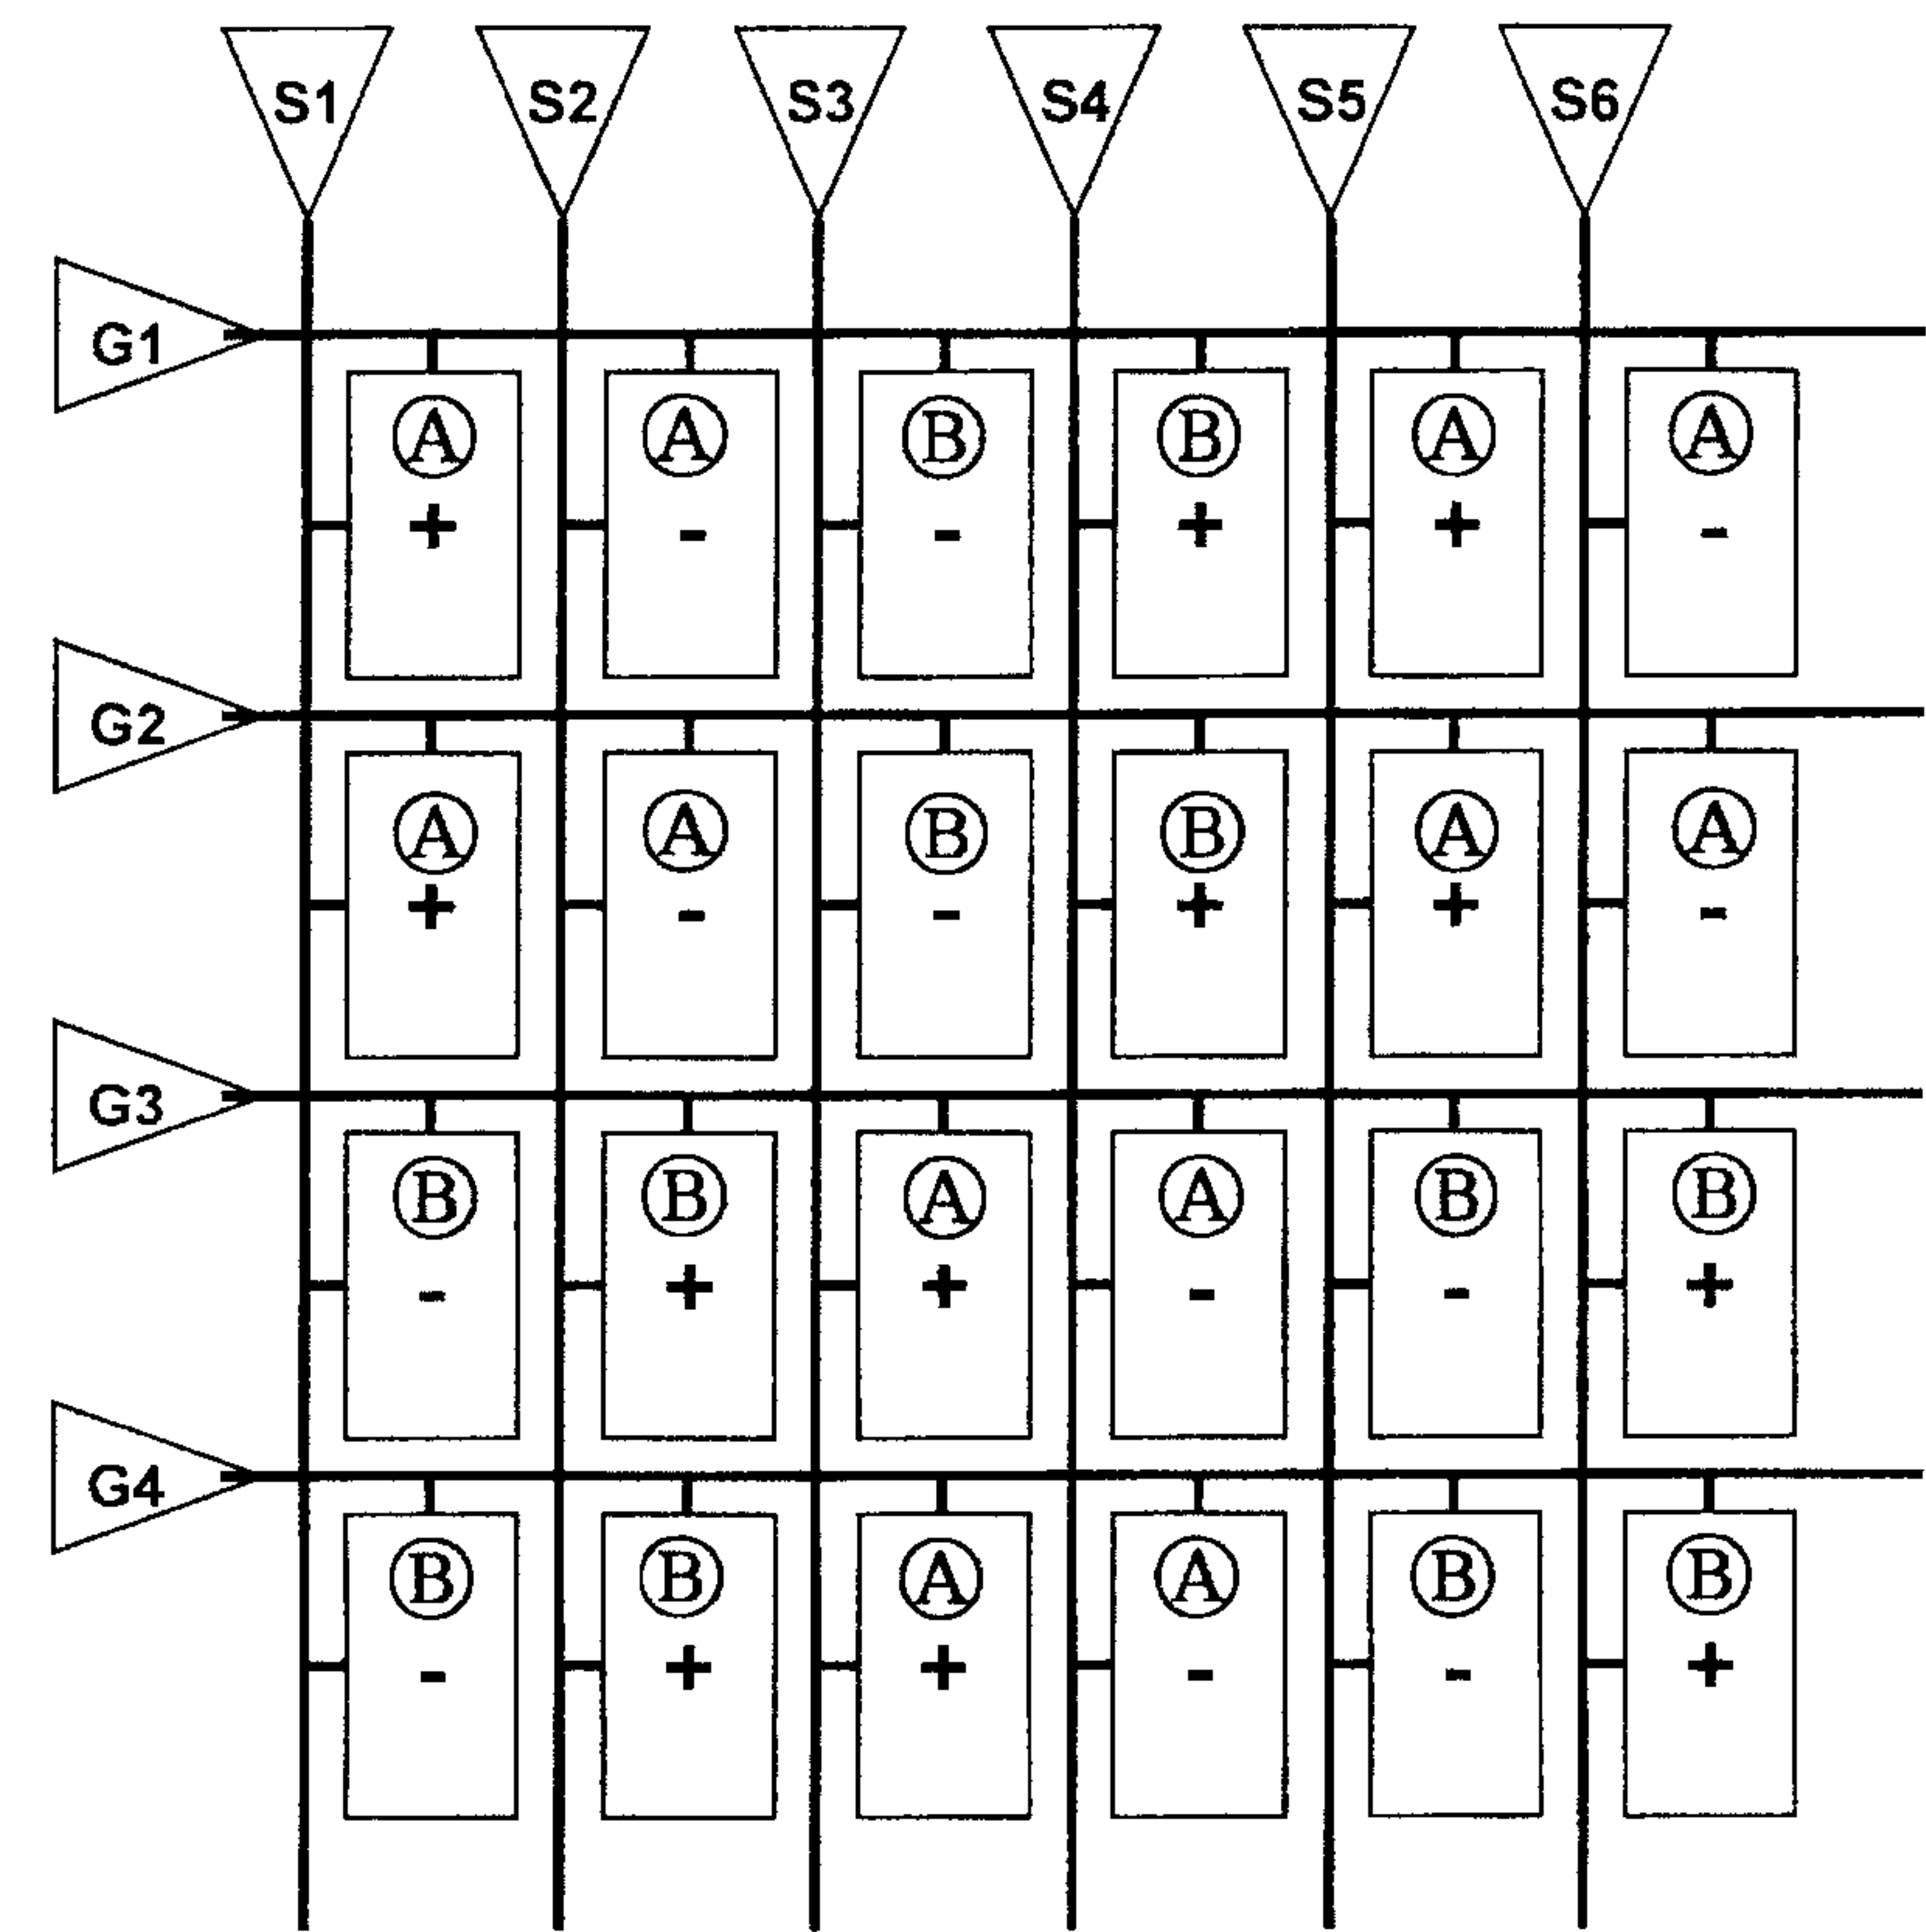 S1 S2 S3 S4 S5 S6
G1
Ⓐ Ⓐ Ⓑ Ⓑ Ⓐ Ⓐ
+ - - + + -
G2
Ⓐ Ⓐ Ⓑ Ⓑ Ⓐ Ⓐ
+ - - + + -
G3
Ⓑ Ⓑ Ⓐ Ⓐ Ⓑ Ⓑ
- + + - - +
G4
Ⓑ Ⓑ Ⓐ Ⓐ Ⓑ Ⓑ
- + + - - +